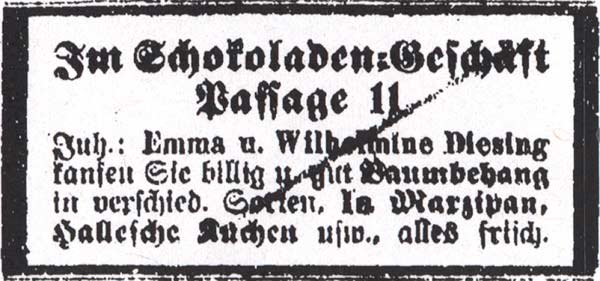 Im Schokoladen-Geschäft
Passage 11
Inh.: Emma u. Wilhelmine Diesing
kaufen Sie billig u. gut Baumbehang
in verschied. Sorten, Ia Marzipan,
Hallesche Kuchen usw., alles frisch.